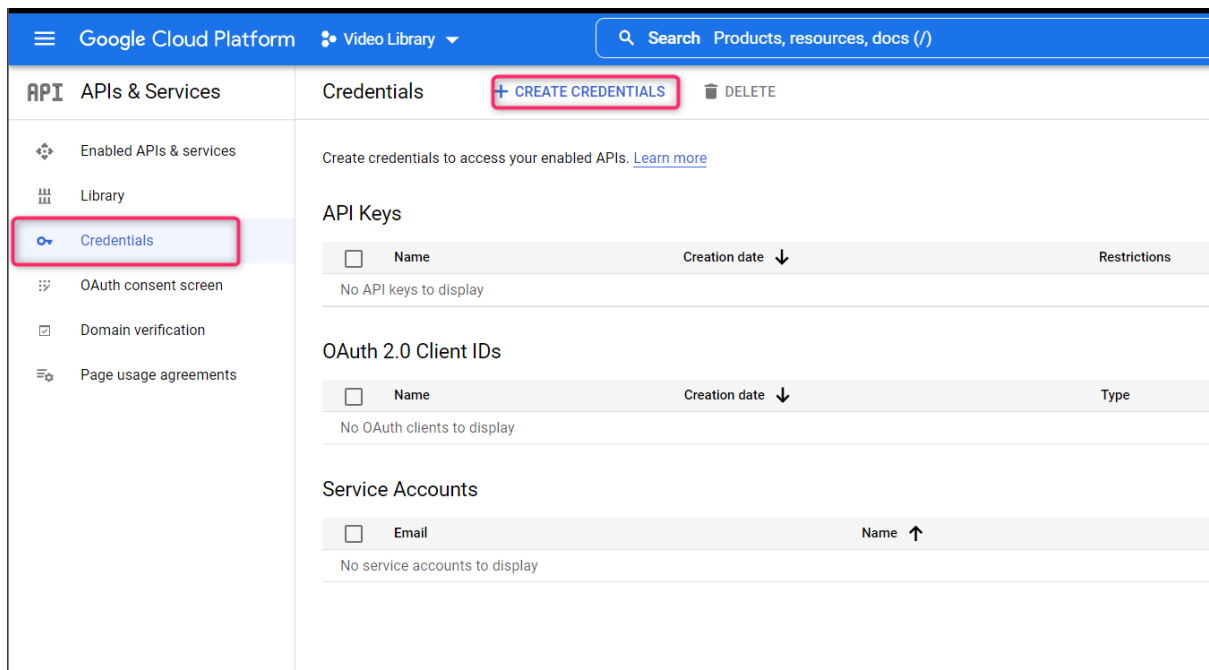 Google Cloud Platform Video Library Search Products, resources, docs (/)
API APIs & Services
Enabled APIs & services
Library
Credentials
OAuth consent screen
Domain verification
Page usage agreements
Credentials + CREATE CREDENTIALS DELETE
Create credentials to access your enabled APIs. Learn more
API Keys
Name Creation date Restrictions
No API keys to display
OAuth 2.0 Client IDs
Name Creation date Type
No OAuth clients to display
Service Accounts
Email Name
No service accounts to display